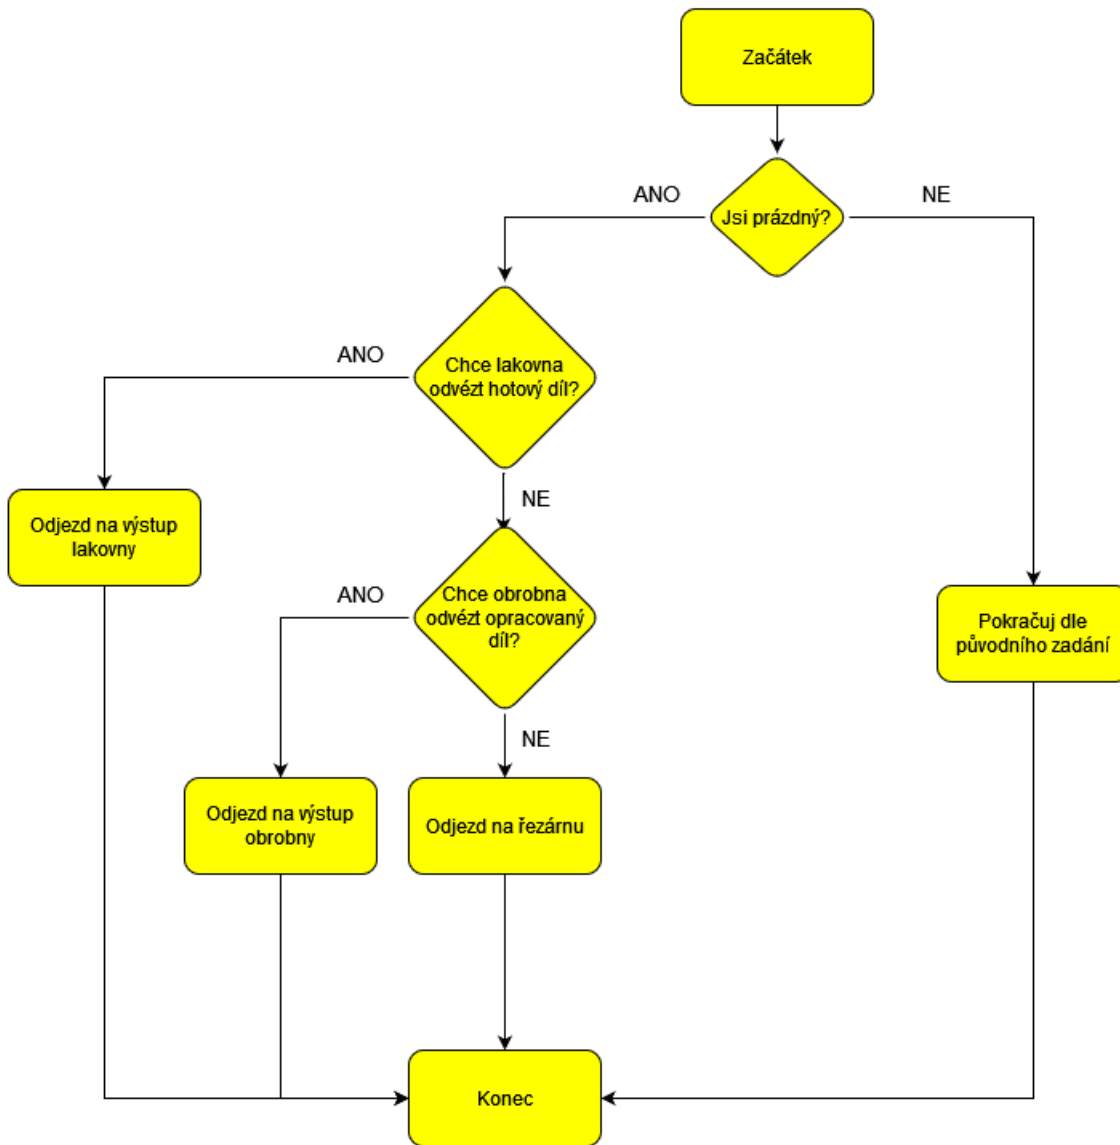 Začátek
ANO
NE
Jsi prázdný?
ANO
Chce lakovna
odvézt hotový díl?
NE
Odjezd na výstup
lakovny
ANO
Chce obrobna
odvézt opracovaný
díl?
Pokračuj dle
původního zadání
NE
Odjezd na výstup
obrobny
Odjezd na řezárnu
Konec